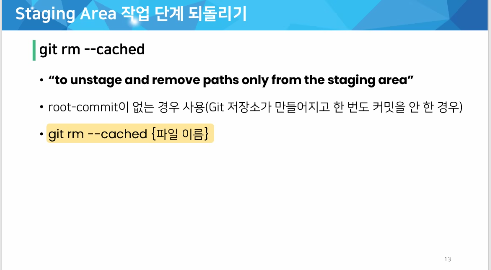 Staging Area 작업 단계 되돌리기
git rm --cached
• “to unstage and remove paths only from the staging area”
• root-commit이 없는 경우 사용(Git 저장소가 만들어지고 한 번도 커밋을 안 한 경우)
• git rm --cached {파일 이름}
13